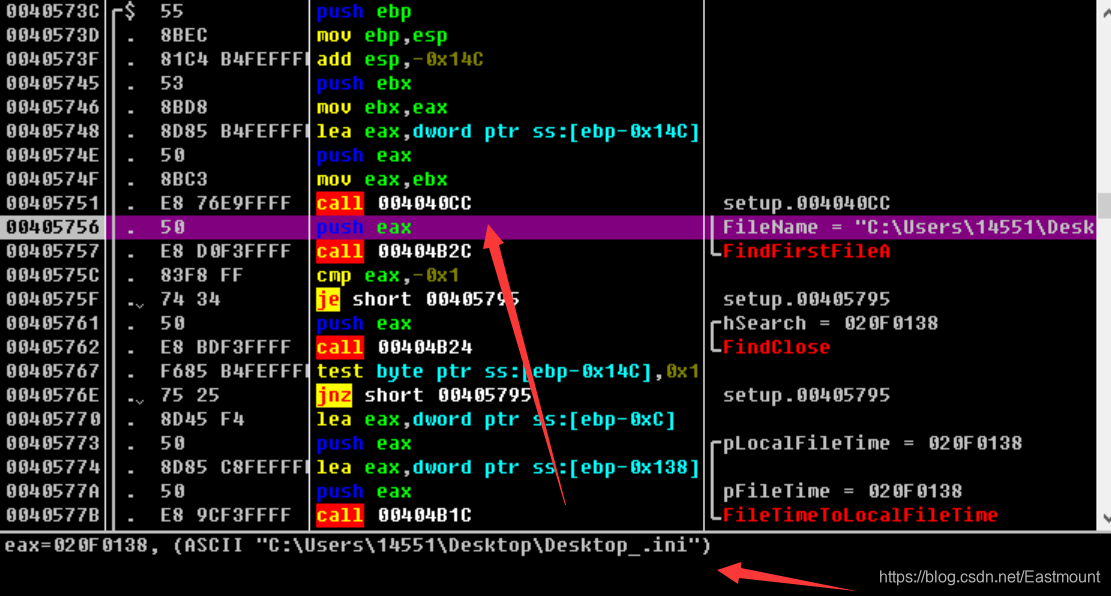 0040573C $ 55 push ebp
0040573D . 8BEC mov ebp,esp
0040573F . 81C4 B4FEFFFF add esp,-0x14C
00405745 . 53 push ebx
00405746 . 8BD8 mov ebx,eax
00405748 . 8D85 B4FEFFFF lea eax,dword ptr ss:[ebp-0x14C]
0040574E . 50 push eax
0040574F . 8BC3 mov eax,ebx
00405751 . E8 76E9FFFF call 004040CC setup.004040CC
00405756 . 50 push eax FileName = "C:\Users\14551\Desk
00405757 . E8 D0F3FFFF call 00404B2C FindFirstFileA
0040575C . 83F8 FF cmp eax,-0x1
0040575F . 74 34 je short 00405795 setup.00405795
00405761 . 50 push eax hSearch = 020F0138
00405762 . E8 BDF3FFFF call 00404B24 FindClose
00405767 . F685 B4FEFFFF test byte ptr ss:[ebp-0x14C],0x1
0040576E . 75 25 jnz short 00405795 setup.00405795
00405770 . 8D45 F4 lea eax,dword ptr ss:[ebp-0xC]
00405773 . 50 push eax pLocalFileTime = 020F0138
00405774 . 8D85 C8FEFFFF lea eax,dword ptr ss:[ebp-0x138]
0040577A . 50 push eax pFileTime = 020F0138
0040577B . E8 9CF3FFFF call 00404B1C FileTimeToLocalFileTime
eax=020F0138, (ASCII "C:\Users\14551\Desktop\Desktop_.ini")
https://blog.csdn.net/Eastmount